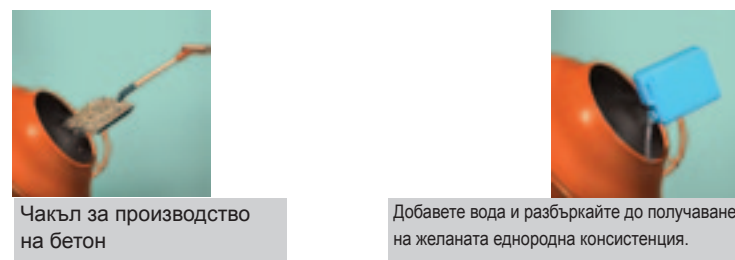 Чакъл за производство
на бетон
Добавете вода и разбъркайте до получаване
на желаната еднородна консистенция.